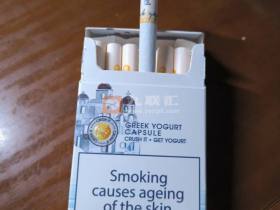 GREEK YOGURT
CAPSULE
CRUSH IT • GET YOGURT
Smoking
causes ageing
of the skin